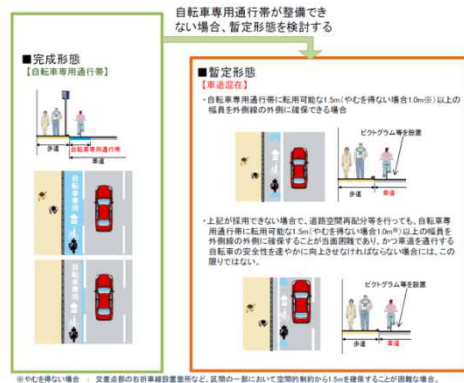 自転車専用通行帯が整備でき
ない場合、暫定形態を検討する
■完成形態
【自転車専用通行帯】
歩道
自転車専用通行帯
車道
自転車専用
自転車専用
■暫定形態
【車道混在】
・自転車専用通行帯に転用可能な1.5m(やむを得ない場合1.0m※)以上の
幅員を外側線の外側に確保できる場合
ピクトグラム等を設置
歩道
車道
・上記が採用できない場合で、道路空間再配分等を行っても、自転車専
用通行帯に転用可能な1.5m(やむを得ない場合1.0m※)以上の幅員を
外側線の外側に確保することが当面困難であり、かつ車道を通行する
自転車の安全性を速やかに向上させなければならない場合には、この
限りではない。
ピクトグラム等を設置
歩道
車道
※やむを得ない場合 : 交差点部の右折車線設置箇所など、区間の一部において空間的制約から1.5mを確保することが困難な場合。